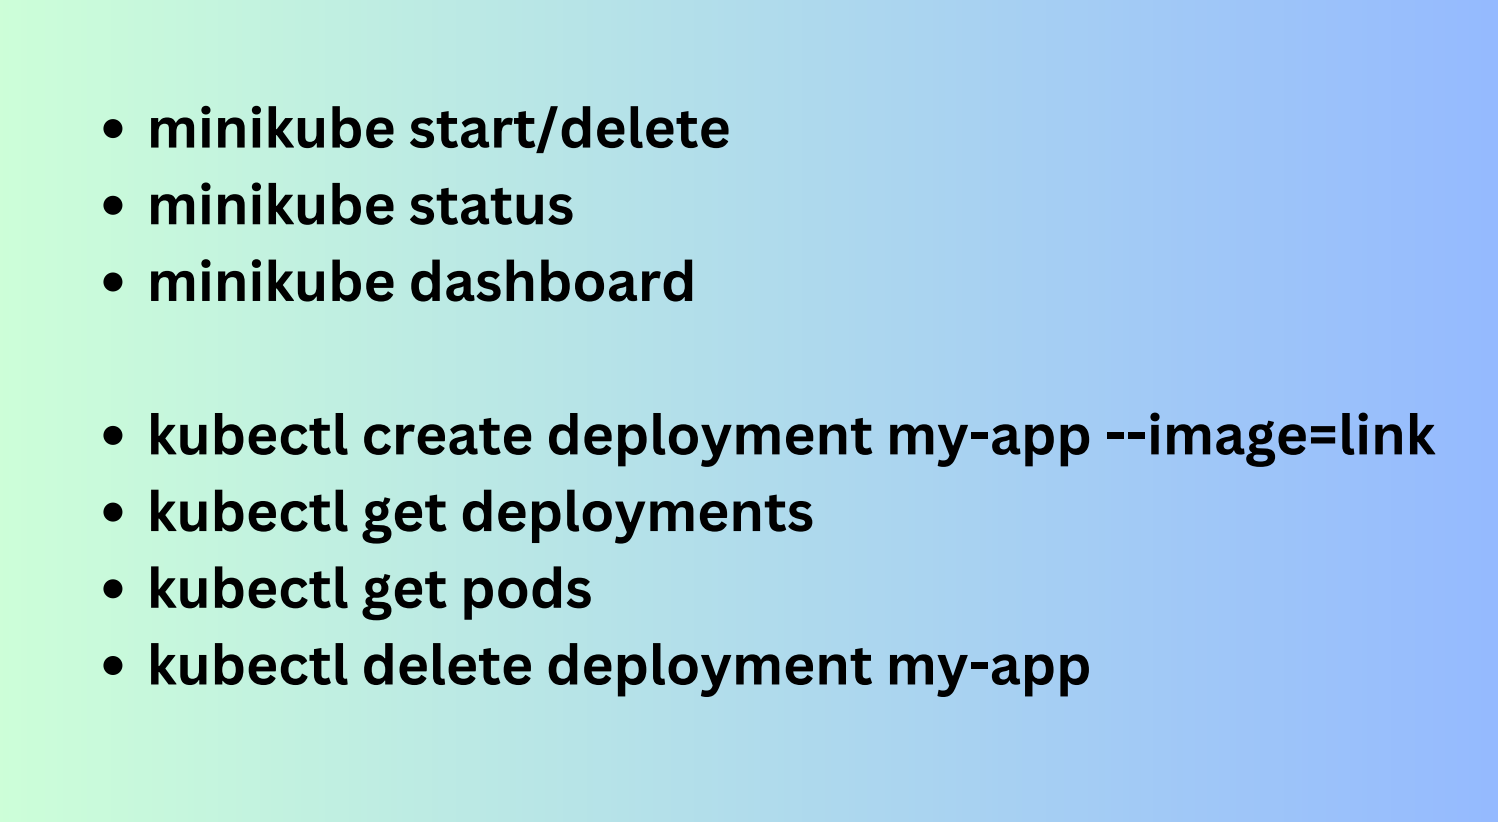 • minikube start/delete
• minikube status
• minikube dashboard
• kubectl create deployment my-app --image=link
• kubectl get deployments
• kubectl get pods
• kubectl delete deployment my-app